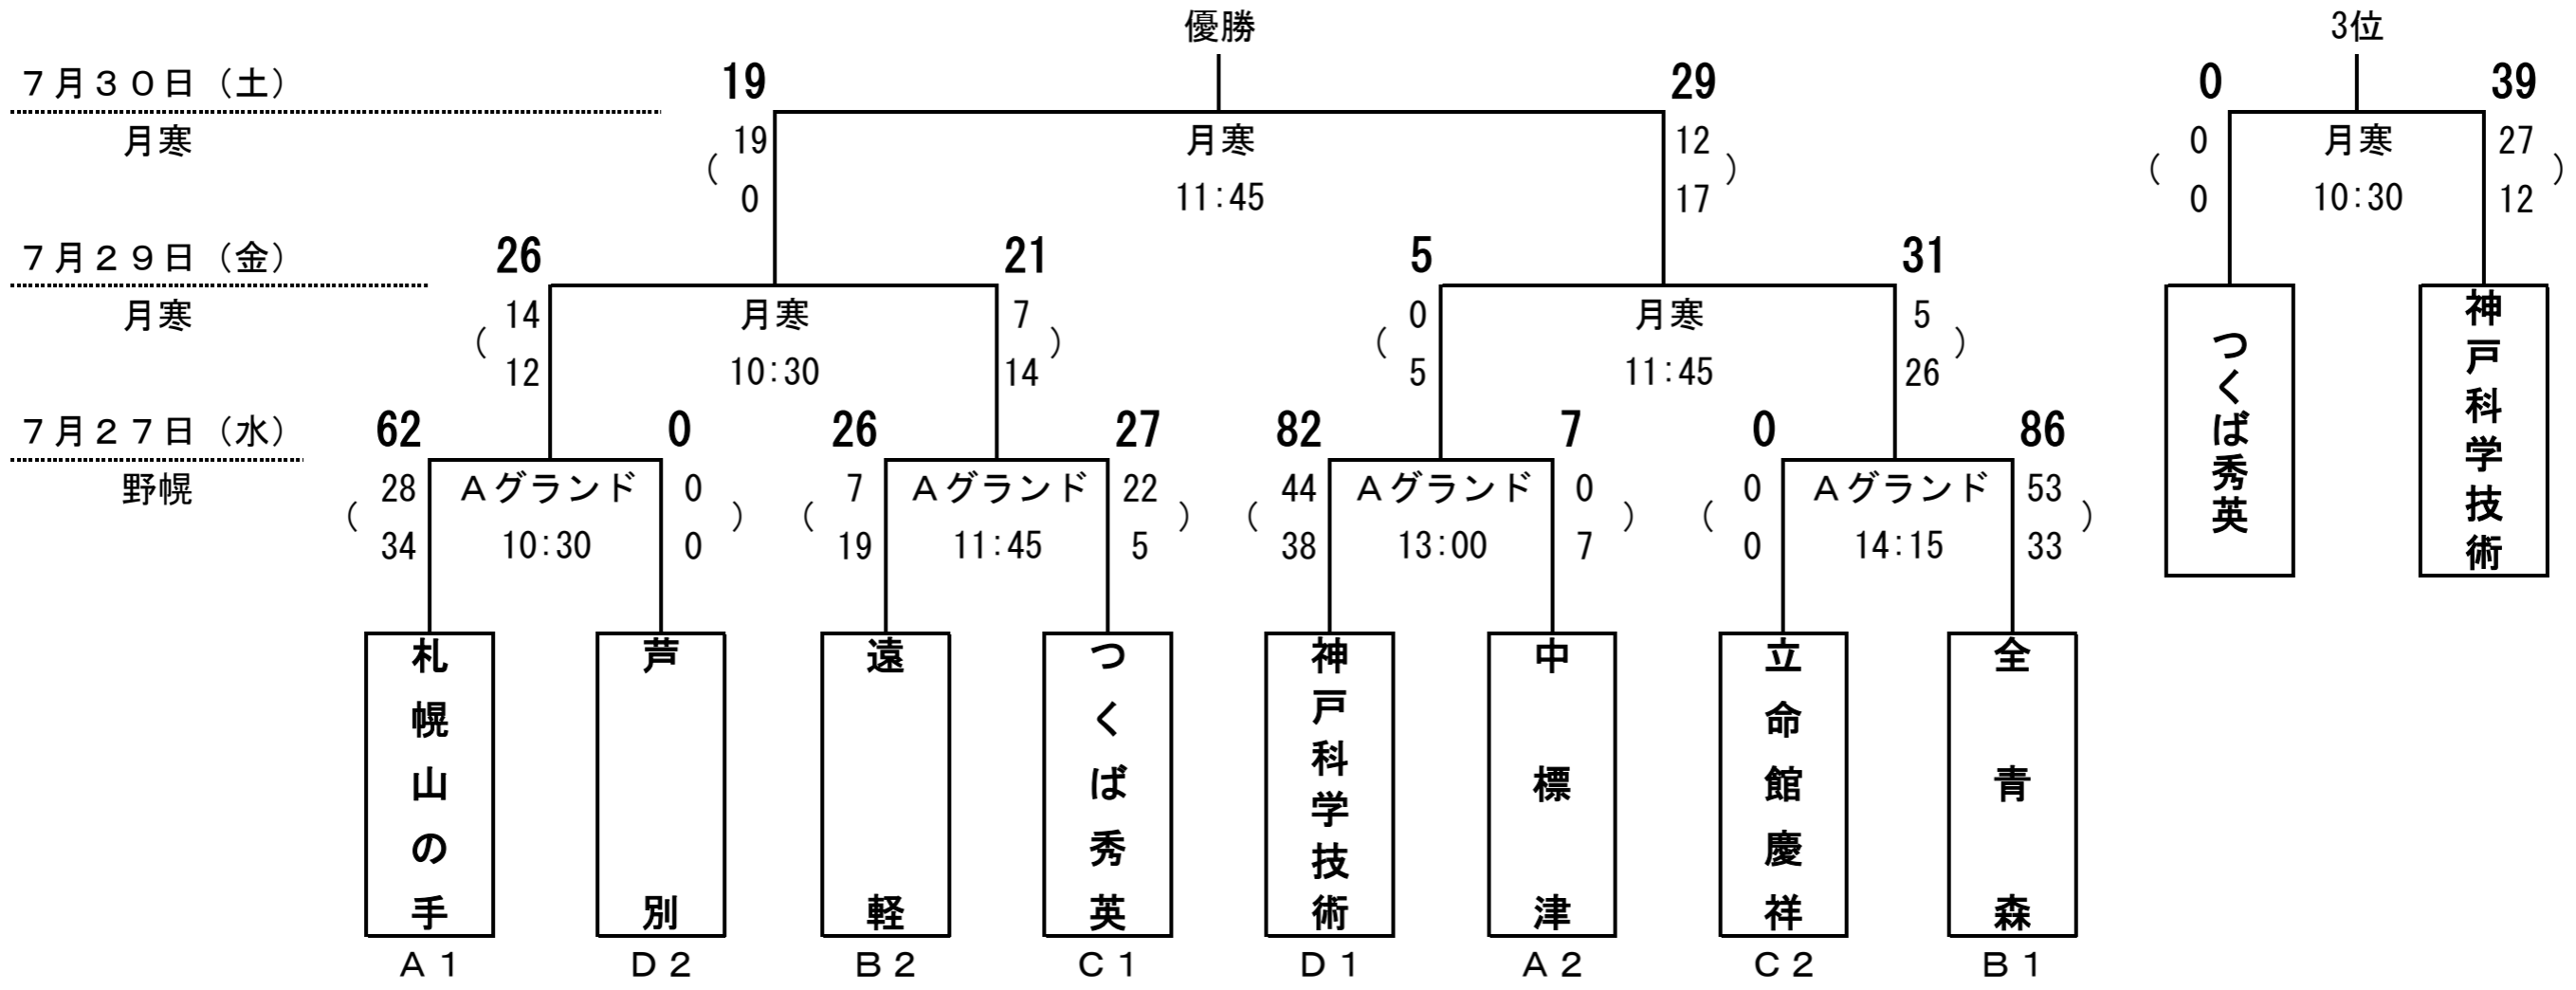 優勝 3位
７月３０日（土） 19 29 0 39
月寒 19 月寒 12 0 月寒 27
( ) ( )
0 11:45 17 0 10:30 12
７月２９日（金） 26 21 5 31
月寒 14 月寒 7 0 月寒 5
( ) ( )
12 10:30 14 5 11:45 26
７月２７日（水） 62 0 26 27 82 7 0 86
野幌 28 Ａグランド 0 7 Ａグランド 22 44 Ａグランド 0 0 Ａグランド 53
( ) ( ) ( ) ( )
34 10:30 0 19 11:45 5 38 13:00 7 0 14:15 33
つくば秀英
神戸科学技術
札幌山の手
芦別
遠軽
つくば秀英
神戸科学技術
中標津
立命館慶祥
全青森
Ａ１ Ｄ２ Ｂ２ Ｃ１ Ｄ１ Ａ２ Ｃ２ Ｂ１